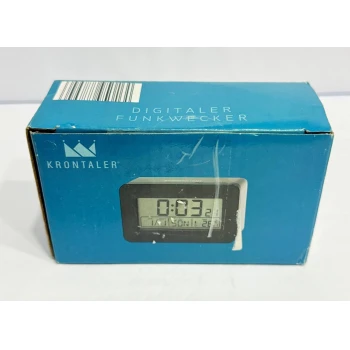 DIGITALER
FUNKWECKER
KRONTALER
0:03